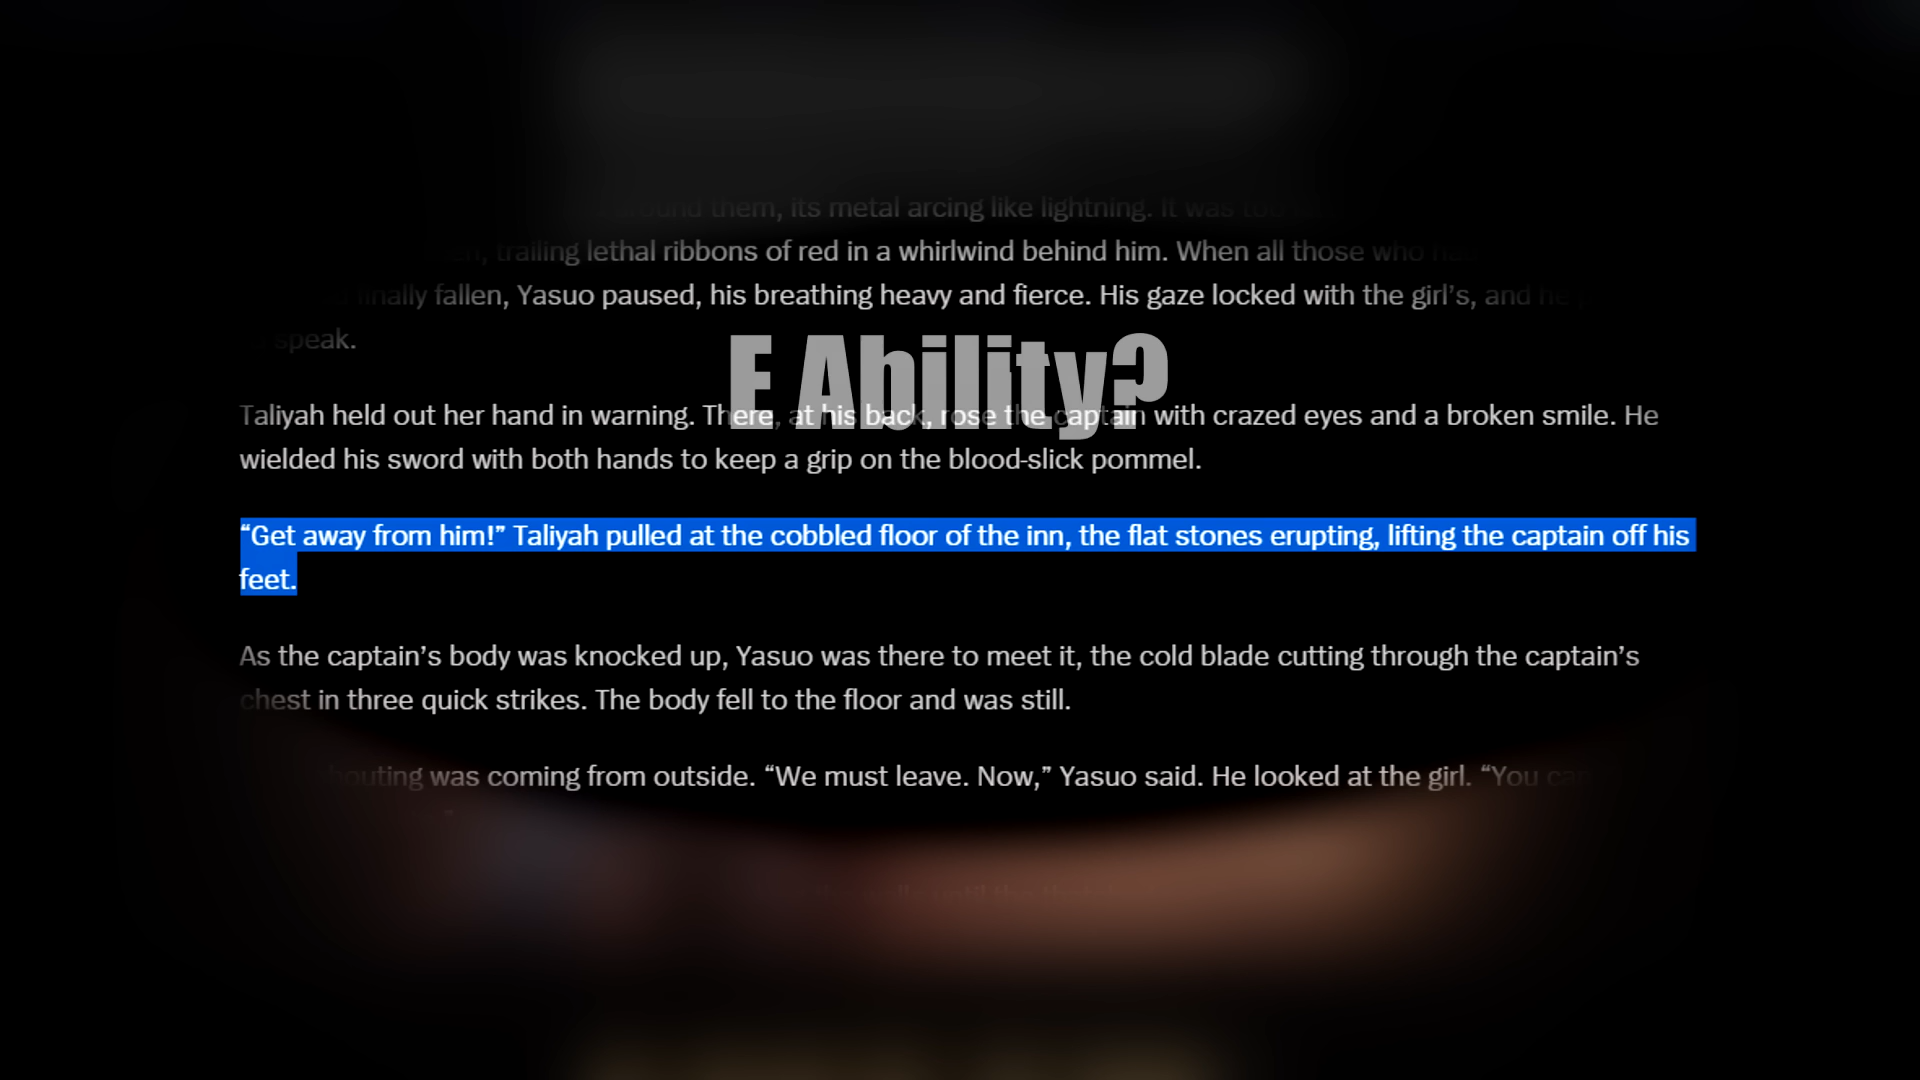 around them, its metal arcing like lightning. It was too
trailing lethal ribbons of red in a whirlwind behind him. When all those who
finally fallen, Yasuo paused, his breathing heavy and fierce. His gaze locked with the girl’s, and he
speak.
E Ability?
Taliyah held out her hand in warning. There, at his back, rose the captain with crazed eyes and a broken smile. He
wielded his sword with both hands to keep a grip on the blood-slick pommel.
“Get away from him!” Taliyah pulled at the cobbled floor of the inn, the flat stones erupting, lifting the captain off his
feet.
As the captain’s body was knocked up, Yasuo was there to meet it, the cold blade cutting through the captain’s
chest in three quick strikes. The body fell to the floor and was still.
shouting was coming from outside. “We must leave. Now,” Yasuo said. He looked at the girl. “You